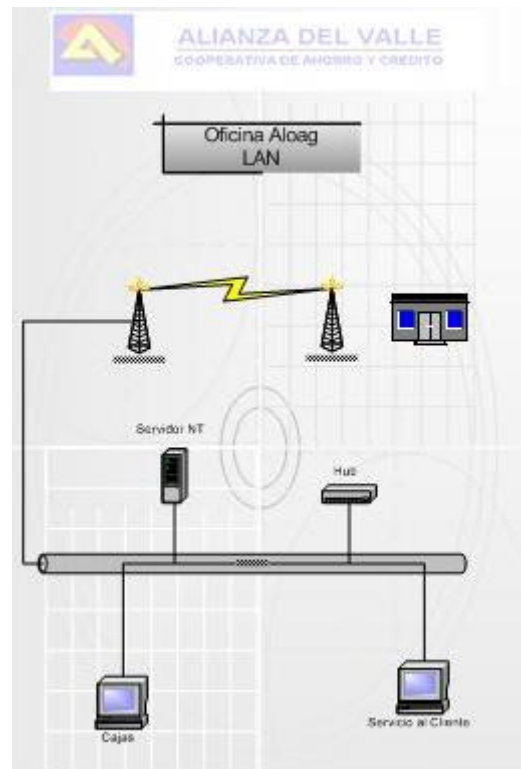 ALIANZA DEL VALLE
COOPERATIVA DE AHORRO Y CREDITO
Oficina Aloag
LAN
Servidor NT
Hub
Cajas
Servicio al Cliente